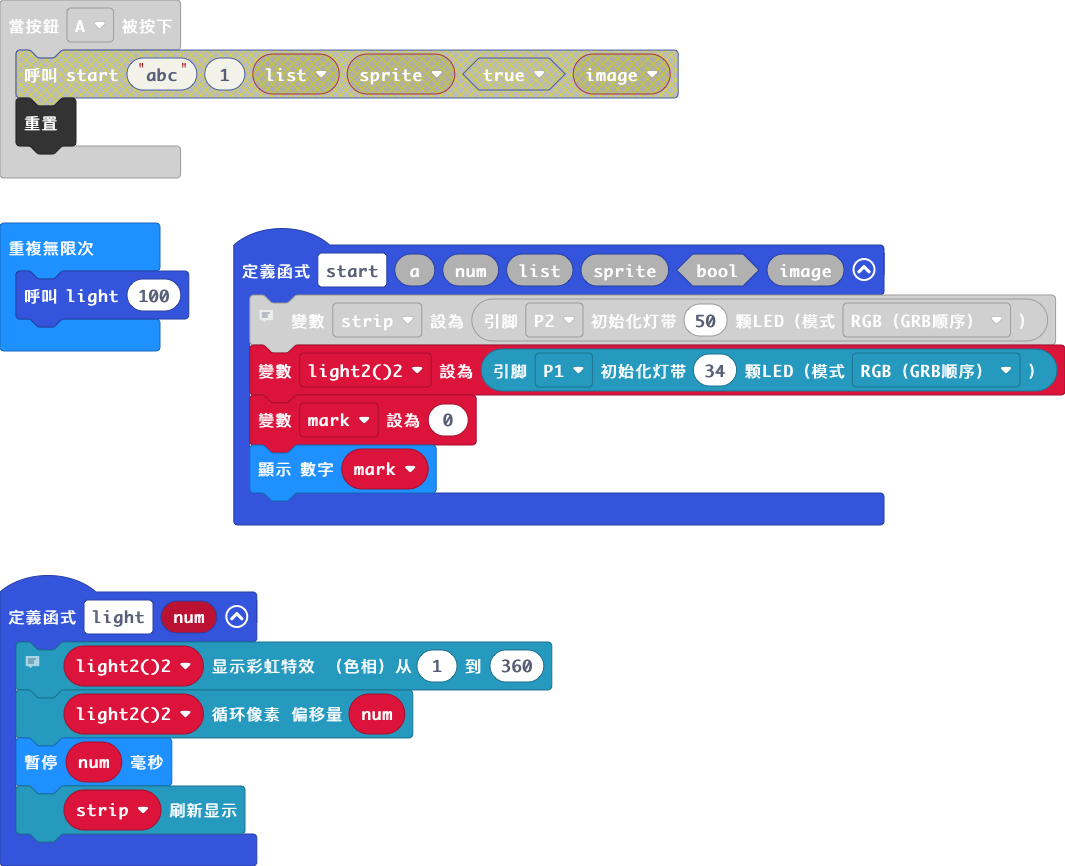 當按鈕 A 被按下
呼叫 start "abc" 1 list sprite true image
重置
重複無限次
呼叫 light 100
定義函式 start a num list sprite bool image
變數 strip 設為 引脚 P2 初始化灯带 50 颗LED（模式 RGB（GRB顺序） ）
變數 light2()2 設為 引脚 P1 初始化灯带 34 颗LED（模式 RGB（GRB顺序） ）
變數 mark 設為 0
顯示 數字 mark
定義函式 light num
light2()2 显示彩虹特效 （色相）从 1 到 360
light2()2 循环像素 偏移量 num
暫停 num 毫秒
strip 刷新显示